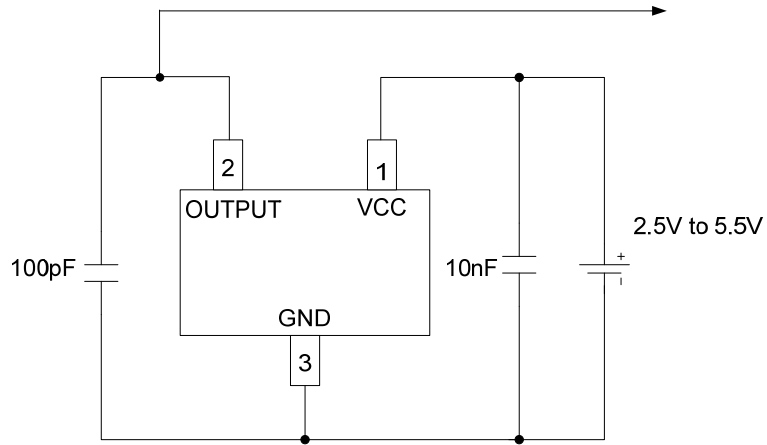 2
1
OUTPUT
VCC
2.5V to 5.5V
100pF
10nF
+
-
GND
3